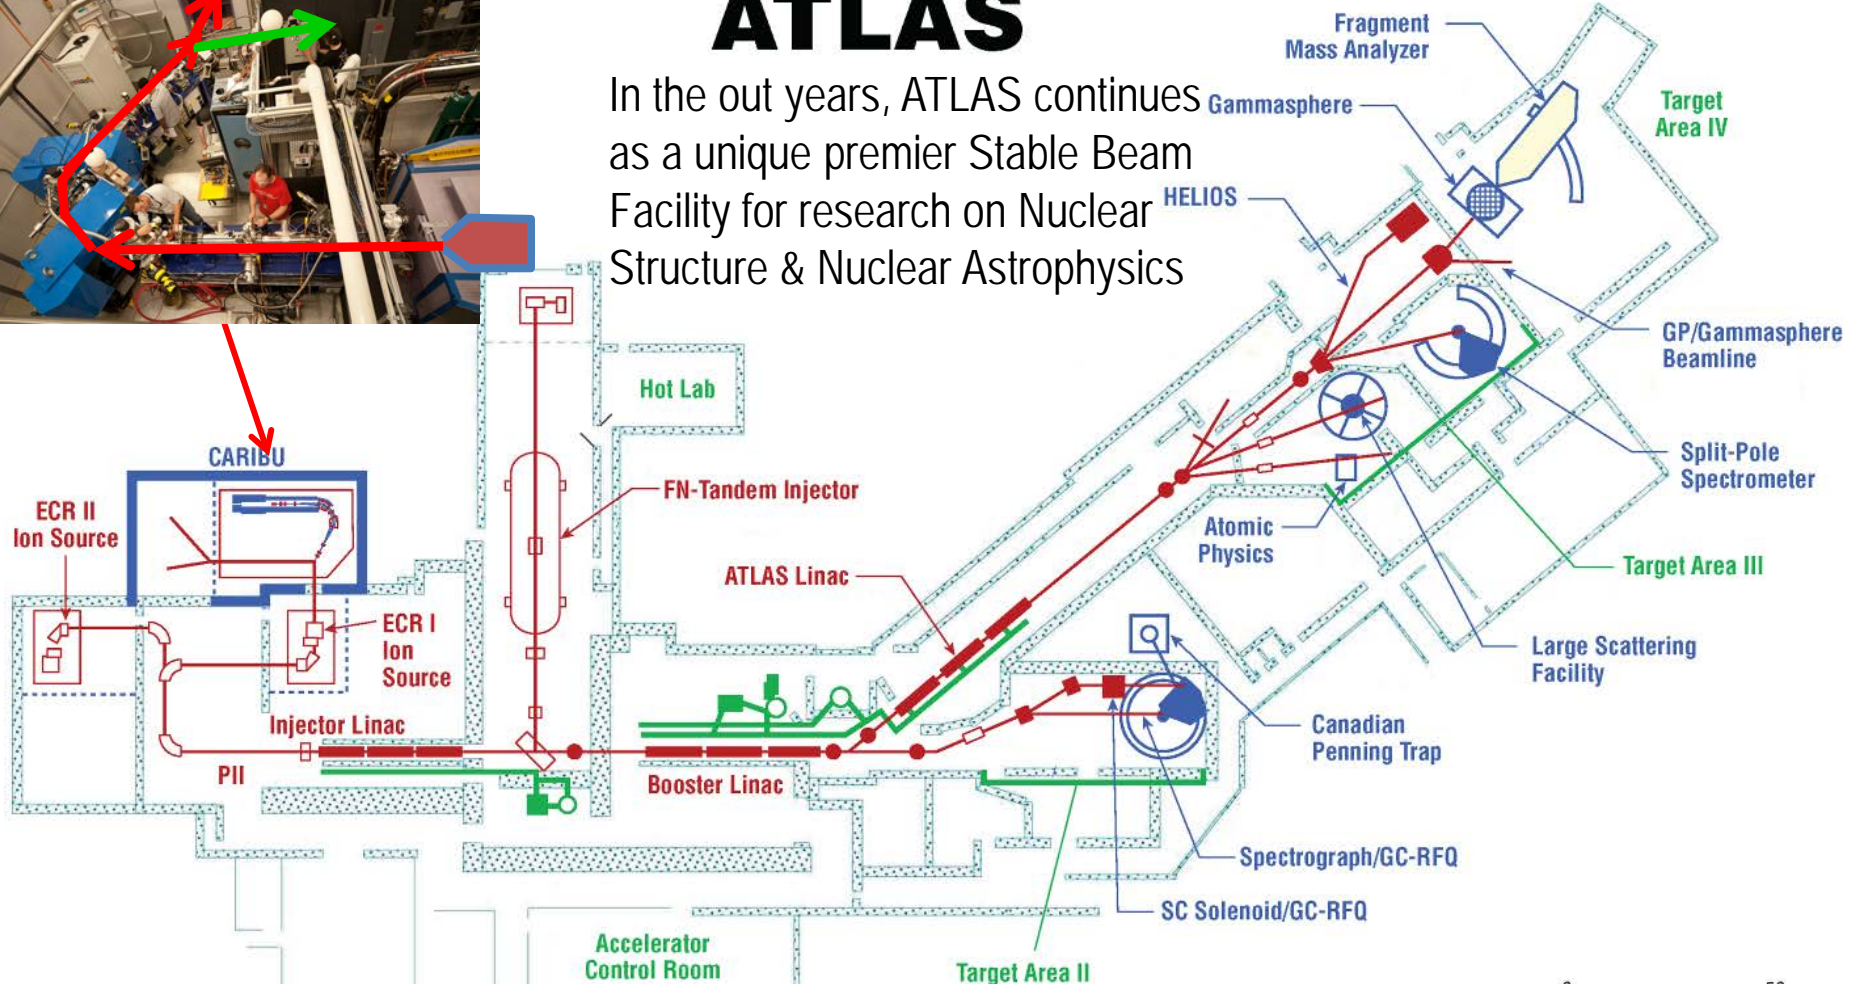 ATLAS
In the out years, ATLAS continues
as a unique premier Stable Beam
Facility for research on Nuclear
Structure & Nuclear Astrophysics
Fragment
Mass Analyzer
Gammasphere
Target
Area IV
HELIOS
GP/Gammasphere
Beamline
Hot Lab
CARIBU
Split-Pole
Spectrometer
FN-Tandem Injector
ECR II
Ion Source
Atomic
Physics
Target Area III
ATLAS Linac
ECR I
Ion
Source
Large Scattering
Facility
Injector Linac
Canadian
Penning Trap
PII
Booster Linac
Spectrograph/GC-RFQ
SC Solenoid/GC-RFQ
Accelerator
Control Room
Target Area II